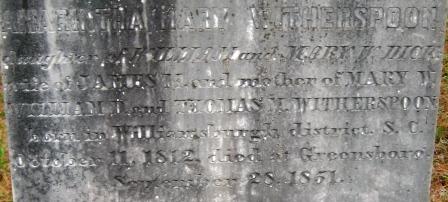 MARY WITHERSPOON
daughter of WILLIAM and MARY W. DICK
wife of JAMES H. and mother of MARY W.
WILLIAM D. and THOMAS M. WITHERSPOON
born in Williamsburgh district, S. C.
October 11, 1812, died at Greensboro,
September 28, 1851.